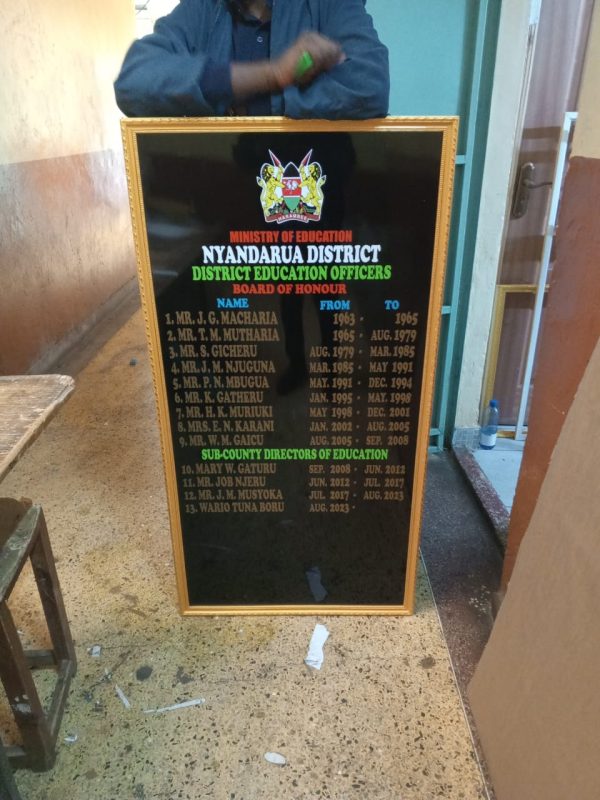 HARAMBEE
MINISTRY OF EDUCATION
NYANDARUA DISTRICT
DISTRICT EDUCATION OFFICERS
BOARD OF HONOUR
NAME FROM TO
1. MR. J. G. MACHARIA 1963 - 1965
2. MR. T. M. MUTHARIA 1965 - AUG. 1979
3. MR. S. GICHERU AUG. 1979 - MAR. 1985
4. MR. J, M. NJUGUNA MAR. 1985 - MAY 1991
5. MR. P. N. MBUGUA MAY. 1991 - DEC. 1994
6. MR. K. GATHERU JAN. 1995 - MAY. 1998
7. MR. H. K. MURIUKI MAY 1998 - DEC. 2001
8. MRS. E. N. KARANI JAN. 2002 - AUG. 2005
9. MR. W. M. GAICU AUG. 2005 - SEP. 2008
SUB-COUNTY DIRECTORS OF EDUCATION
10. MARY W. GATURU SEP. 2008 - JUN. 2012
11. MR. JOB NJERU JUN. 2012 - JUL. 2017
12. MR. J. M. MUSYOKA JUL. 2017 - AUG. 2023
13. WARIO TUNA BORU AUG. 2023 -